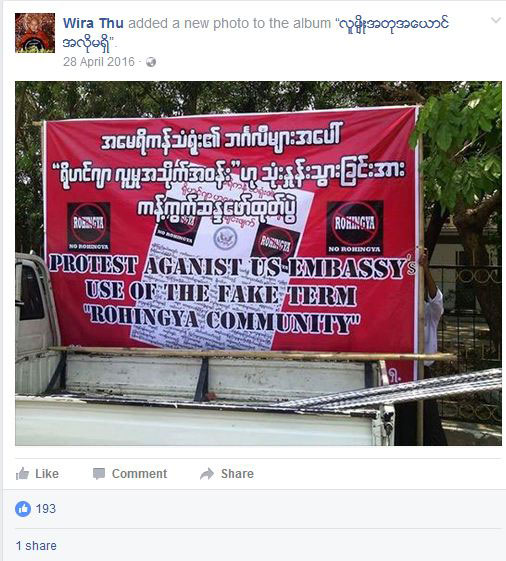 Wira Thu added a new photo to the album "လူမျိုးအတုအယောင်
အလိုမရှိ".
28 April 2016
အမေရိကန်သံရုံး၏ ဘင်္ဂလီများအပေါ်
"ရိုဟင်ဂျာ လူမှုအသိုက်အဝန်း"ဟု သုံးနှုန်းသွားခြင်းအား
ကန့်ကွက်ဆန္ဒဖော်ထုတ်ပွဲ
ROHINGYA
NO ROHINGYA
ROHINGYA
ROHINGYA
NO ROHINGYA
PROTEST AGANIST US EMBASSY's
USE OF THE FAKE TERM
"ROHINGYA COMMUNITY"
Like
Comment
Share
193
1 share